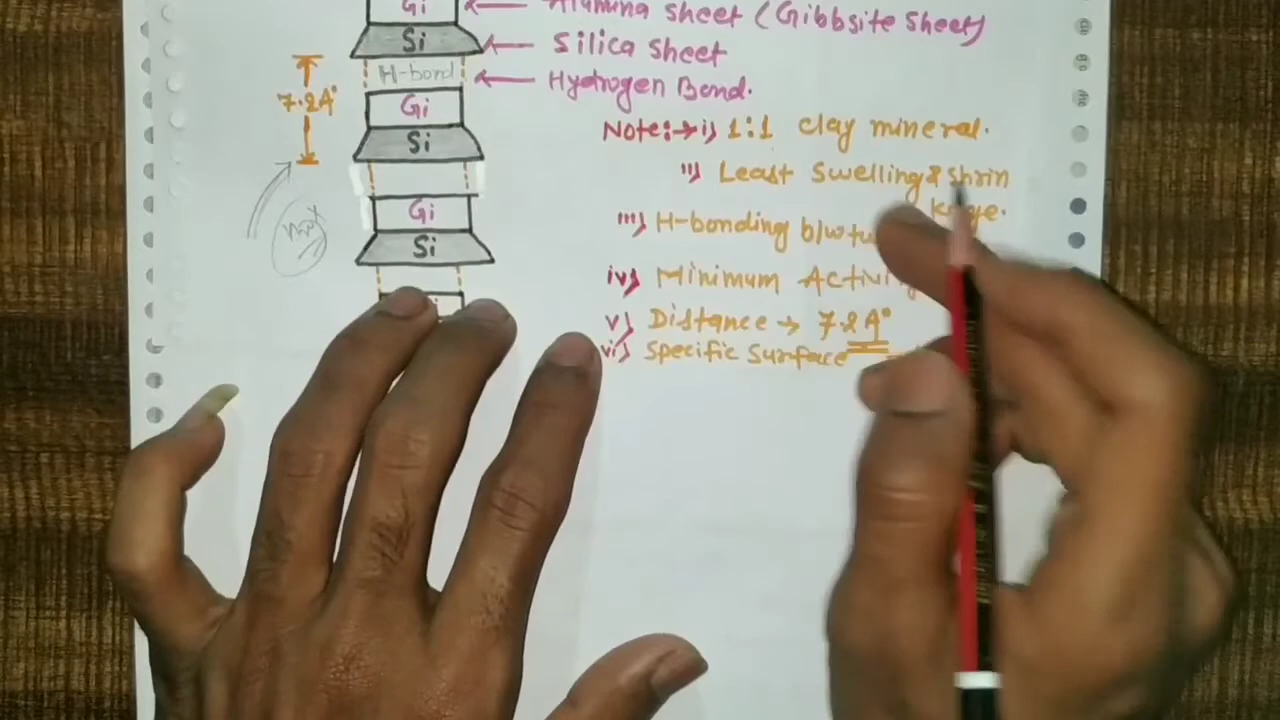 Gi ← Alumina sheet (Gibbsite Sheet)
Si ← Silica sheet
H-bond ← Hydrogen Bond.
7.2A°
Gi
Si
Gi
Si
Note:→ i) 1:1 clay mineral.
ii) Least Swelling & Shrin
kage.
iii) H-bonding b/w
iv) Minimum
v) Distance → 7.2A°
vi) Specific Surface